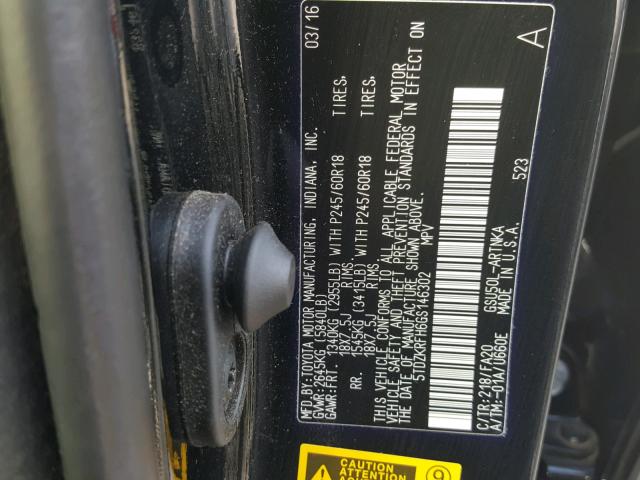 MFD.BY:TOYOTA MOTOR MANUFACTURING, INDIANA, INC. 03/16
GVWR:2645KG (5840LB)
GAWR:FRT. 1340KG (2955LB) WITH P245/60R18 TIRES.
18X7.5J RIMS.
RR. 1545KG (3415LB) WITH P245/60R18 TIRES.
18X7.5J RIMS.
THIS VEHICLE CONFORMS TO ALL APPLICABLE FEDERAL MOTOR
VEHICLE SAFETY AND THEFT PREVENTION STANDARDS IN EFFECT ON
THE DATE OF MANUFACTURE SHOWN ABOVE.
5TDZKRFH6GS146302 MPV
C/TR:218/FA20 GSU50L-ARTNKA
A/TM:-01A/U660E MADE IN U.S.A.
523
A
CAUTION